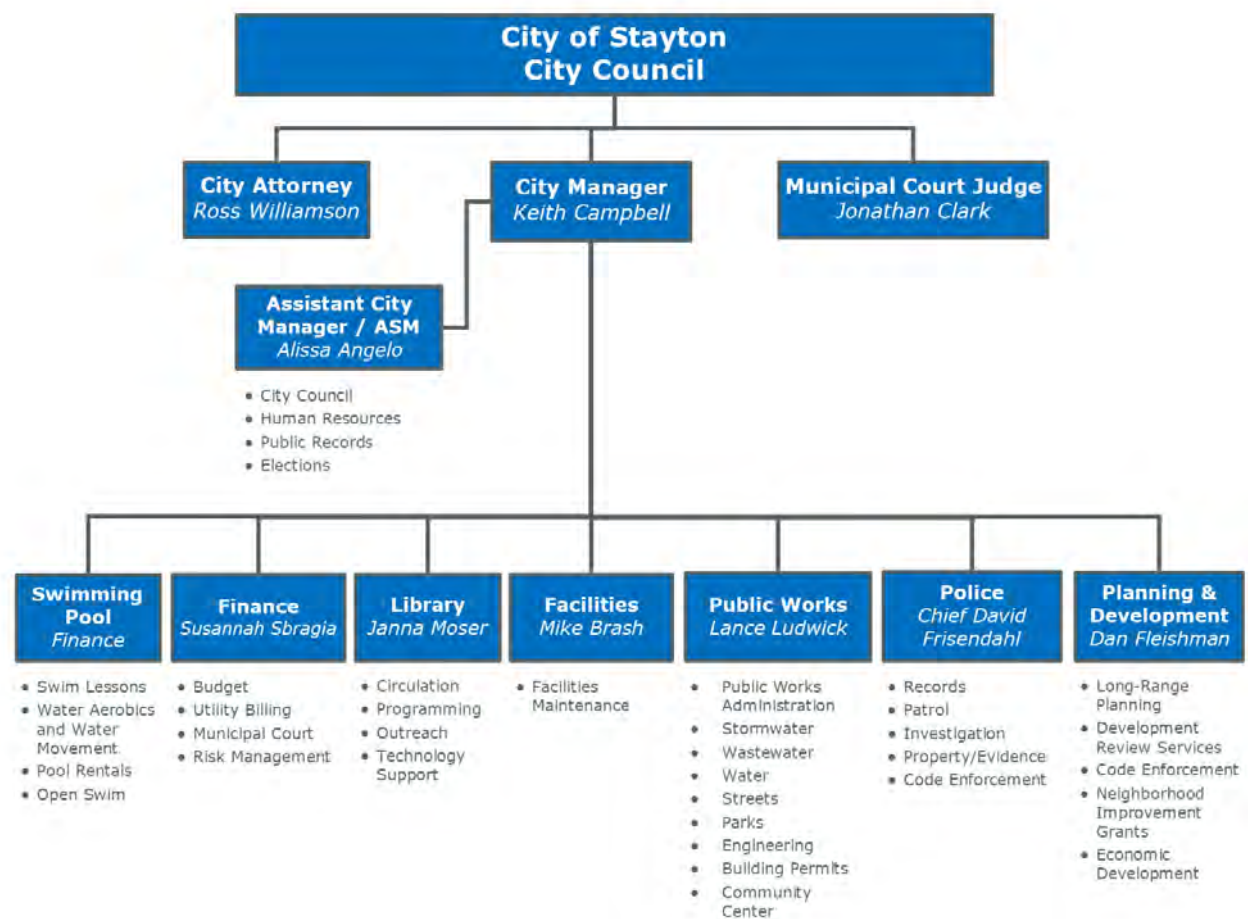 City of Stayton
City Council
City Attorney
Ross Williamson
City Manager
Keith Campbell
Municipal Court Judge
Jonathan Clark
Assistant City
Manager / ASM
Alissa Angelo
• City Council
• Human Resources
• Public Records
• Elections
Swimming
Pool
Finance
• Swim Lessons
• Water Aerobics
and Water
Movement
• Pool Rentals
• Open Swim
Finance
Susannah Sbragia
• Budget
• Utility Billing
• Municipal Court
• Risk Management
Library
Janna Moser
• Circulation
• Programming
• Outreach
• Technology
Support
Facilities
Mike Brash
• Facilities
Maintenance
Public Works
Lance Ludwick
• Public Works
Administration
• Stormwater
• Wastewater
• Water
• Streets
• Parks
• Engineering
• Building Permits
• Community
Center
Police
Chief David
Frisendahl
• Records
• Patrol
• Investigation
• Property/Evidence
• Code Enforcement
Planning &
Development
Dan Fleishman
• Long-Range
Planning
• Development
Review Services
• Code Enforcement
• Neighborhood
Improvement
Grants
• Economic
Development